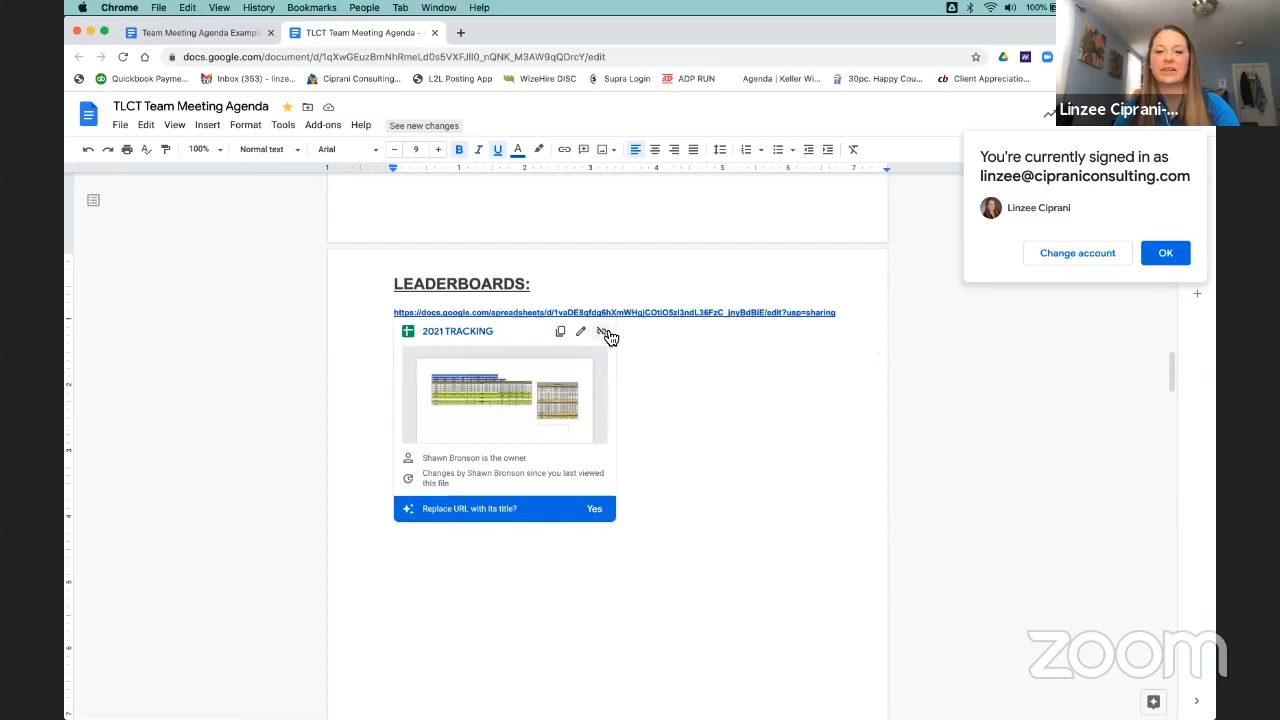 Chrome File Edit View History Bookmarks People Tab Window Help 100%
Team Meeting Agenda Exampl
TLCT Team Meeting Agenda -
docs.google.com/document/d/1qXwGEuzBmNhRmeLd0s5VXFJll0_nQNK_M3AW9qQDrcY/edit
Quickbook Payme... Inbox (353) - linze... Ciprani Consulting... L2L Posting App WizeHire DISC Supra Login ADP RUN Agenda | Keller Wi... 30pc. Happy Cou... Client Appreciatio...
Linzee Ciprani-...
TLCT Team Meeting Agenda
File Edit View Insert Format Tools Add-ons Help See new changes
100% Normal text Arial 9
You're currently signed in as
linzee@cipraniconsulting.com
Linzee Ciprani
Change account OK
LEADERBOARDS:
2021 TRACKING
Shawn Bronson is the owner
Changes by Shawn Bronson since you last viewed
this file
Replace URL with its title? Yes
zoom